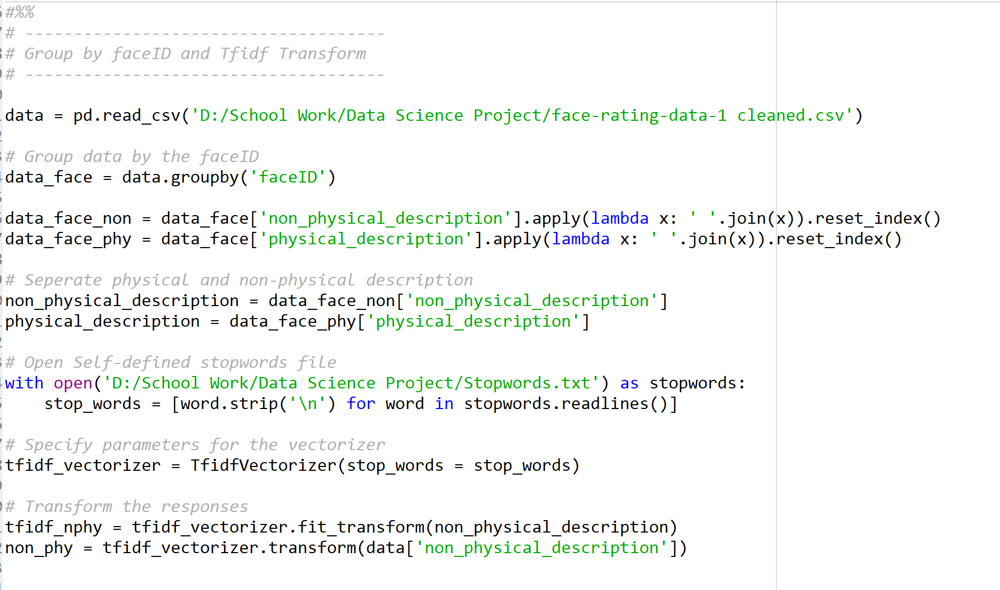 #%%
# -------------------------------------
# Group by faceID and Tfidf Transform
# -------------------------------------
data = pd.read_csv('D:/School Work/Data Science Project/face-rating-data-1 cleaned.csv')
# Group data by the faceID
data_face = data.groupby('faceID')
data_face_non = data_face['non_physical_description'].apply(lambda x: ' '.join(x)).reset_index()
data_face_phy = data_face['physical_description'].apply(lambda x: ' '.join(x)).reset_index()
# Seperate physical and non-physical description
non_physical_description = data_face_non['non_physical_description']
physical_description = data_face_phy['physical_description']
# Open Self-defined stopwords file
with open('D:/School Work/Data Science Project/Stopwords.txt') as stopwords:
    stop_words = [word.strip('\n') for word in stopwords.readlines()]
# Specify parameters for the vectorizer
tfidf_vectorizer = TfidfVectorizer(stop_words = stop_words)
# Transform the responses
tfidf_nphy = tfidf_vectorizer.fit_transform(non_physical_description)
non_phy = tfidf_vectorizer.transform(data['non_physical_description'])